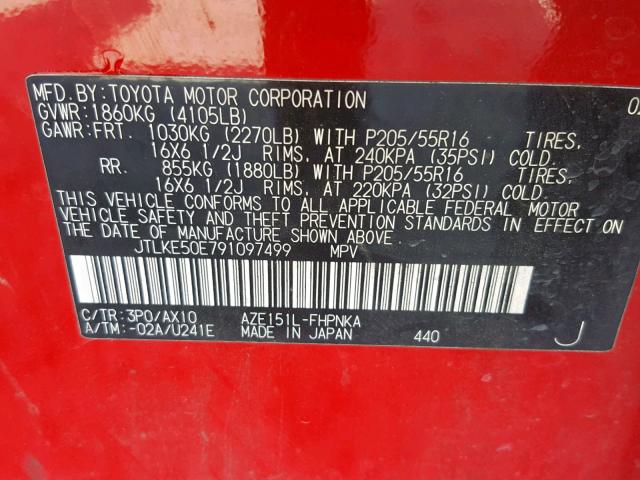 MFD.BY:TOYOTA MOTOR CORPORATION
GVWR:1860KG (4105LB)
GAWR:FRT. 1030KG (2270LB) WITH P205/55R16 TIRES,
16X6 1/2J RIMS, AT 240KPA (35PSI) COLD.
RR. 855KG (1880LB) WITH P205/55R16 TIRES,
16X6 1/2J RIMS, AT 220KPA (32PSI) COLD.
THIS VEHICLE CONFORMS TO ALL APPLICABLE FEDERAL MOTOR
VEHICLE SAFETY AND THEFT PREVENTION STANDARDS IN EFFECT ON
THE DATE OF MANUFACTURE SHOWN ABOVE.
JTLKE50E791097499 MPV
C/TR:3P0/AX10 AZE151L-FHPNKA
A/TM:-02A/U241E MADE IN JAPAN 440 J